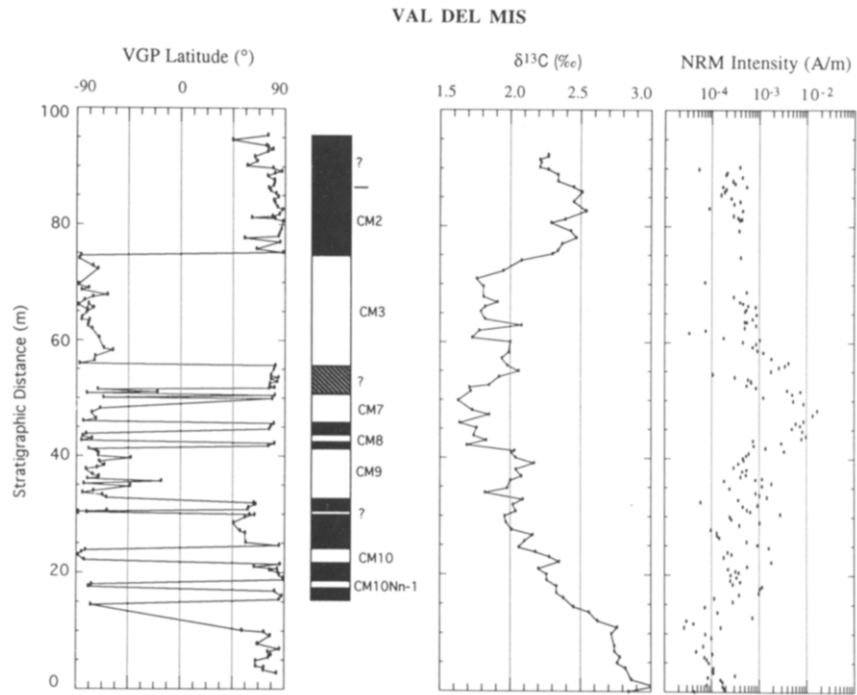 VAL DEL MIS
VGP Latitude (°)
δ13C (‰)
NRM Intensity (A/m)
-90 0 90
1.5 2.0 2.5 3.0
10-4 10-3 10-2
Stratigraphic Distance (m)
100
80
60
40
20
0
?
CM2
CM3
?
CM7
CM8
CM9
?
CM10
CM10Nn-1